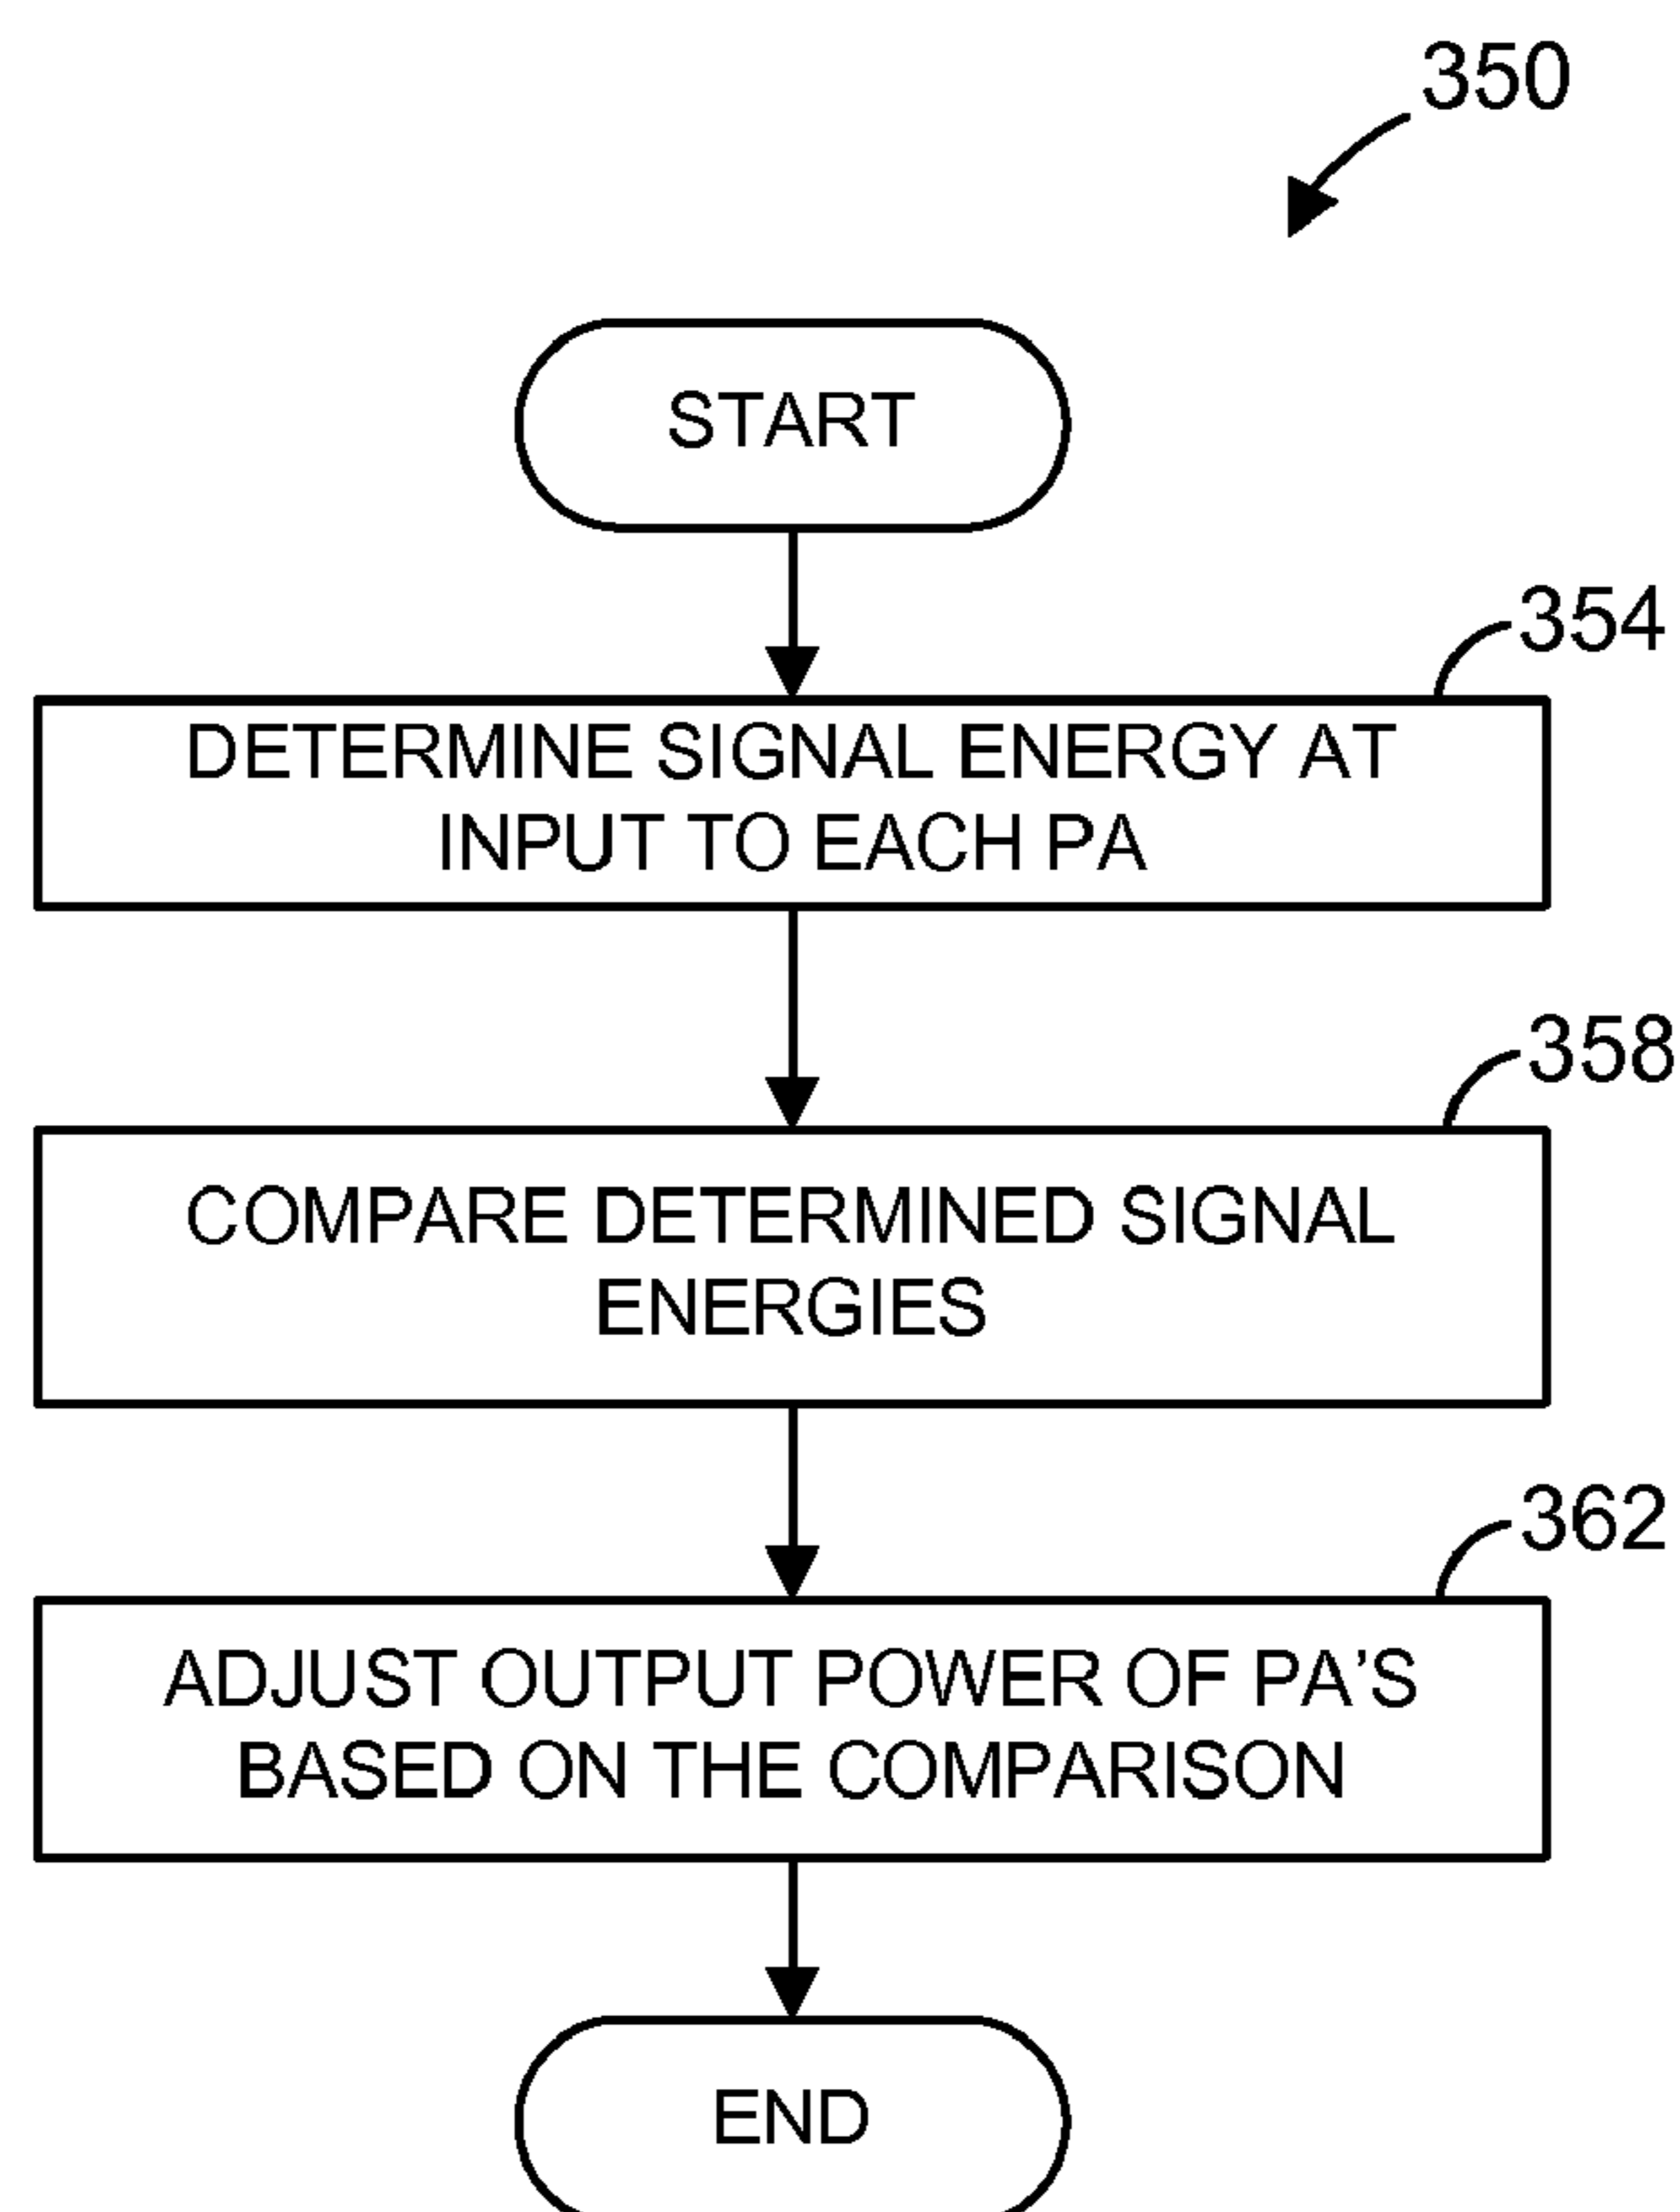 350
START
354
DETERMINE SIGNAL ENERGY AT
INPUT TO EACH PA
358
COMPARE DETERMINED SIGNAL
ENERGIES
362
ADJUST OUTPUT POWER OF PA'S
BASED ON THE COMPARISON
END